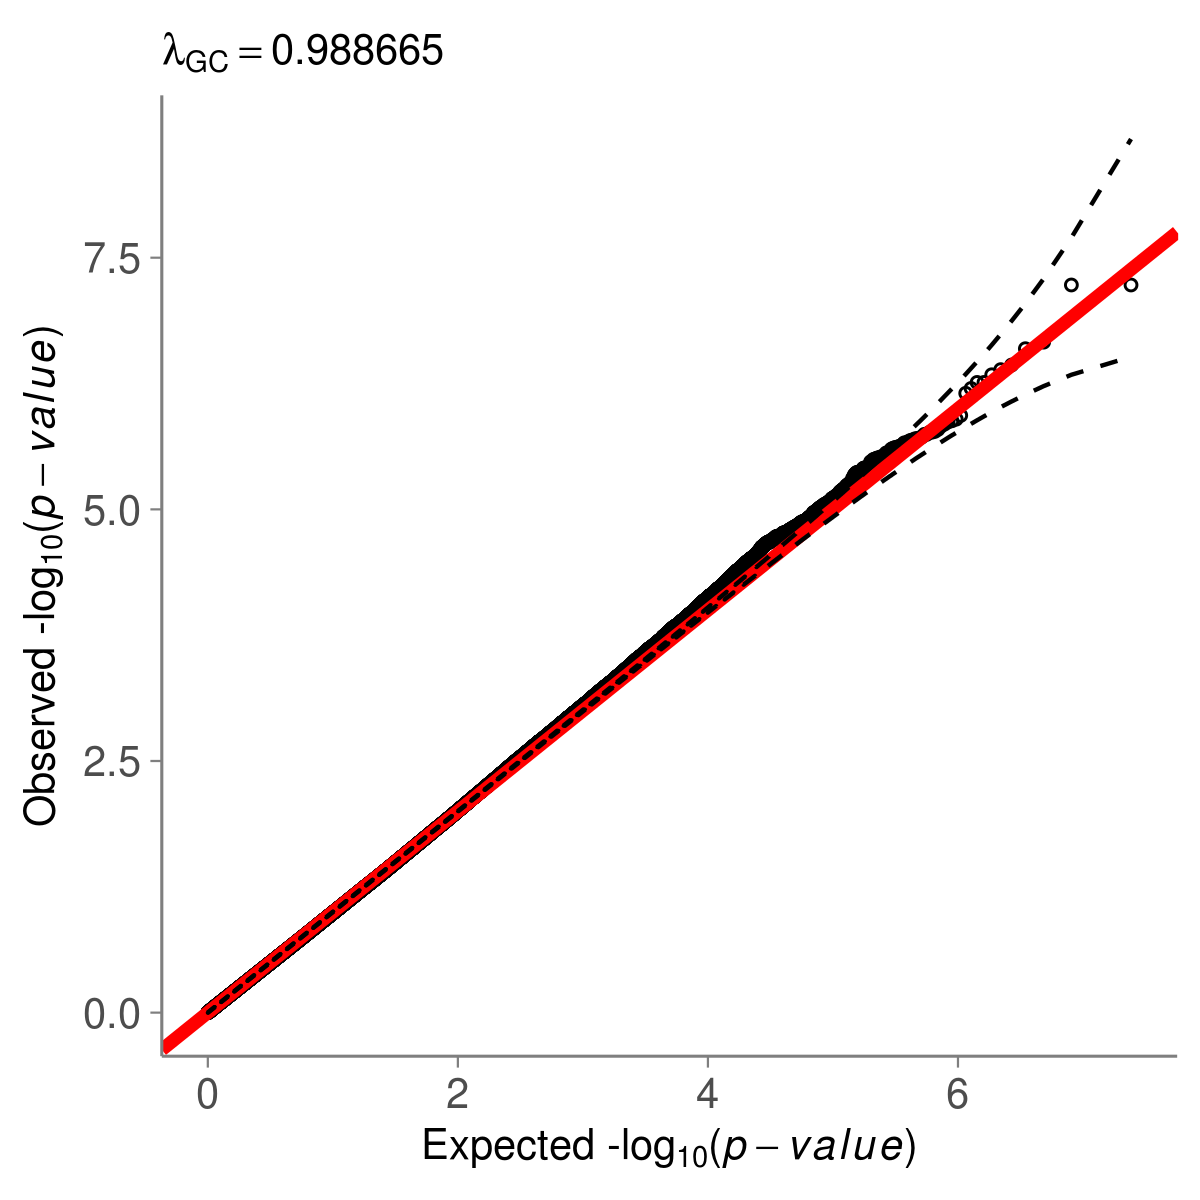 λGC = 0.988665
7.5
5.0
2.5
0.0
Observed -log10(p − value)
0 2 4 6
Expected -log10(p − value)